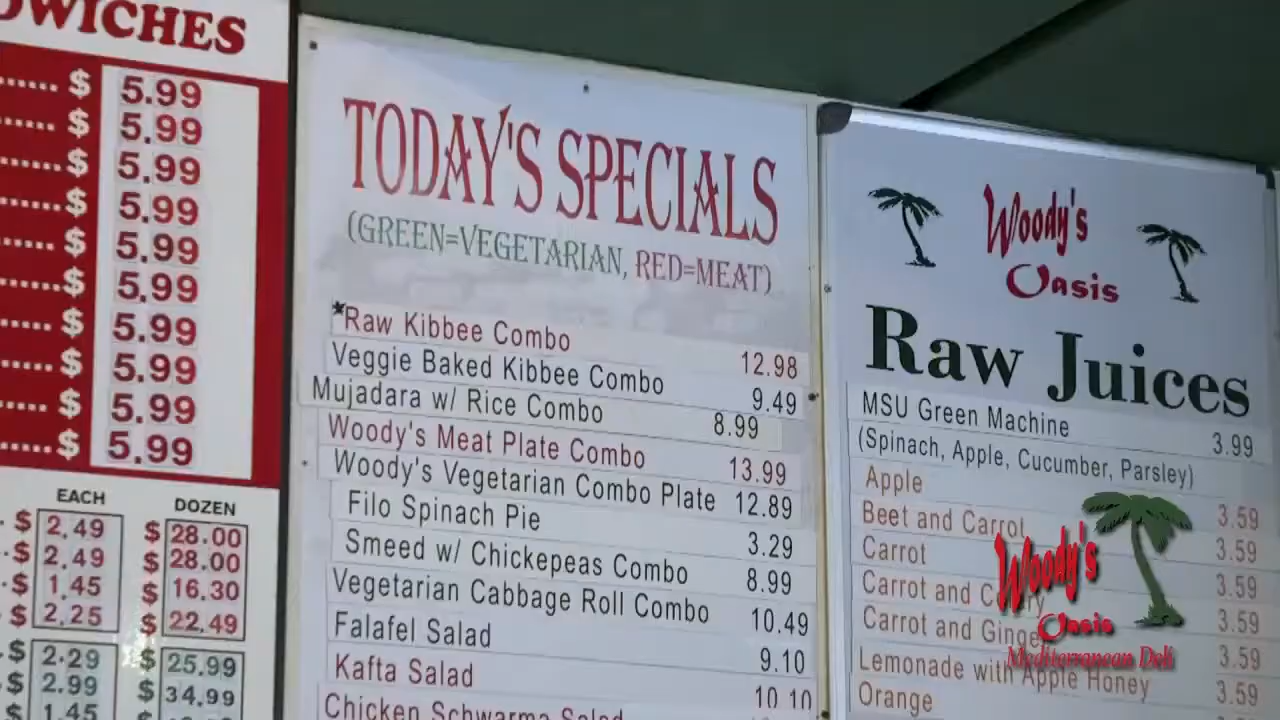 DWICHES
$ 5.99
$ 5.99
$ 5.99
$ 5.99
$ 5.99
$ 5.99
$ 5.99
$ 5.99
$ 5.99
$ 5.99
EACH DOZEN
$ 2.49 $ 28.00
$ 2.49 $ 28.00
$ 1.45 $ 16.30
$ 2.25 $ 22.49
$ 2.29 $ 25.99
$ 2.99 $ 34.99
$ 1.45
TODAY'S SPECIALS
(GREEN=VEGETARIAN, RED=MEAT)
*Raw Kibbee Combo 12.98
Veggie Baked Kibbee Combo 9.49
Mujadara w/ Rice Combo 8.99
Woody's Meat Plate Combo 13.99
Woody's Vegetarian Combo Plate 12.89
Filo Spinach Pie 3.29
Smeed w/ Chickepeas Combo 8.99
Vegetarian Cabbage Roll Combo 10.49
Falafel Salad 9.10
Kafta Salad 10.10
Chicken Schwarma Salad
Woody's
Oasis
Raw Juices
MSU Green Machine 3.99
(Spinach, Apple, Cucumber, Parsley)
Apple 3.59
Beet and Carrot 3.59
Carrot 3.59
Carrot and 3.59
Carrot and Ginge 3.59
Lemonade with Apple Honey 3.59
Orange
Woody's
Oasis
Mediterranean Deli